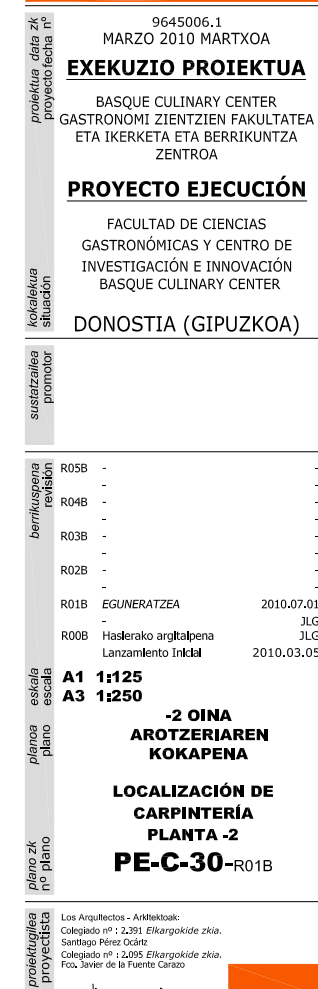 proiektua data zk
proyecto fecha n°
9645006.1
MARZO 2010 MARTXOA
EXEKUZIO PROIEKTUA
BASQUE CULINARY CENTER
GASTRONOMI ZIENTZIEN FAKULTATEA
ETA IKERKETA ETA BERRIKUNTZA
ZENTROA
PROYECTO EJECUCIÓN
FACULTAD DE CIENCIAS
GASTRONÓMICAS Y CENTRO DE
INVESTIGACIÓN E INNOVACIÓN
BASQUE CULINARY CENTER
kokalekua
situación
DONOSTIA (GIPUZKOA)
sustatzailea
promotor
berrikuspena
revisión
R05B - -
-
R04B - -
-
R03B - -
-
R02B - -
-
R01B EGUNERATZEA 2010.07.01
- JLG
R00B Haslerako argitalpena JLG
Lanzamiento Inicial 2010.03.05
eskala
escala
A1 1:125
A3 1:250
planoa
plano
-2 OINA
AROTZERIAREN
KOKAPENA
LOCALIZACIÓN DE
CARPINTERÍA
PLANTA -2
plano zk
nº plano
PE-C-30-R01B
proiektugilea
proyectista
Los Arquitectos - Arkitektoak:
Colegiado nº : 2.391 Elkargokide zkia.
Santiago Pérez Ocáriz
Colegiado nº : 2.095 Elkargokide zkia.
Fco. Javier de la Fuente Carazo